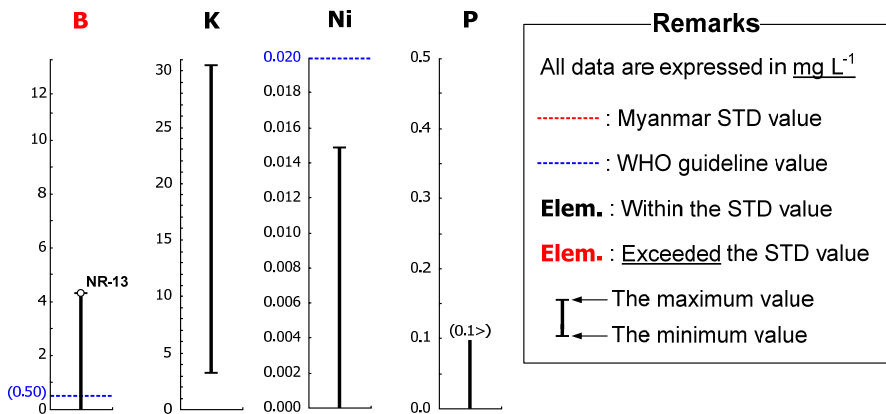 B
12
10
8
6
4
2
(0.50)
0
NR-13
K
30
25
20
15
10
5
0
Ni
0.020
0.018
0.016
0.014
0.012
0.010
0.008
0.006
0.004
0.002
0.000
P
0.5
0.4
0.3
0.2
0.1
0.0
(0.1>)
Remarks
All data are expressed in mg L⁻¹
: Myanmar STD value
: WHO guideline value
Elem. : Within the STD value
Elem. : Exceeded the STD value
The maximum value
The minimum value